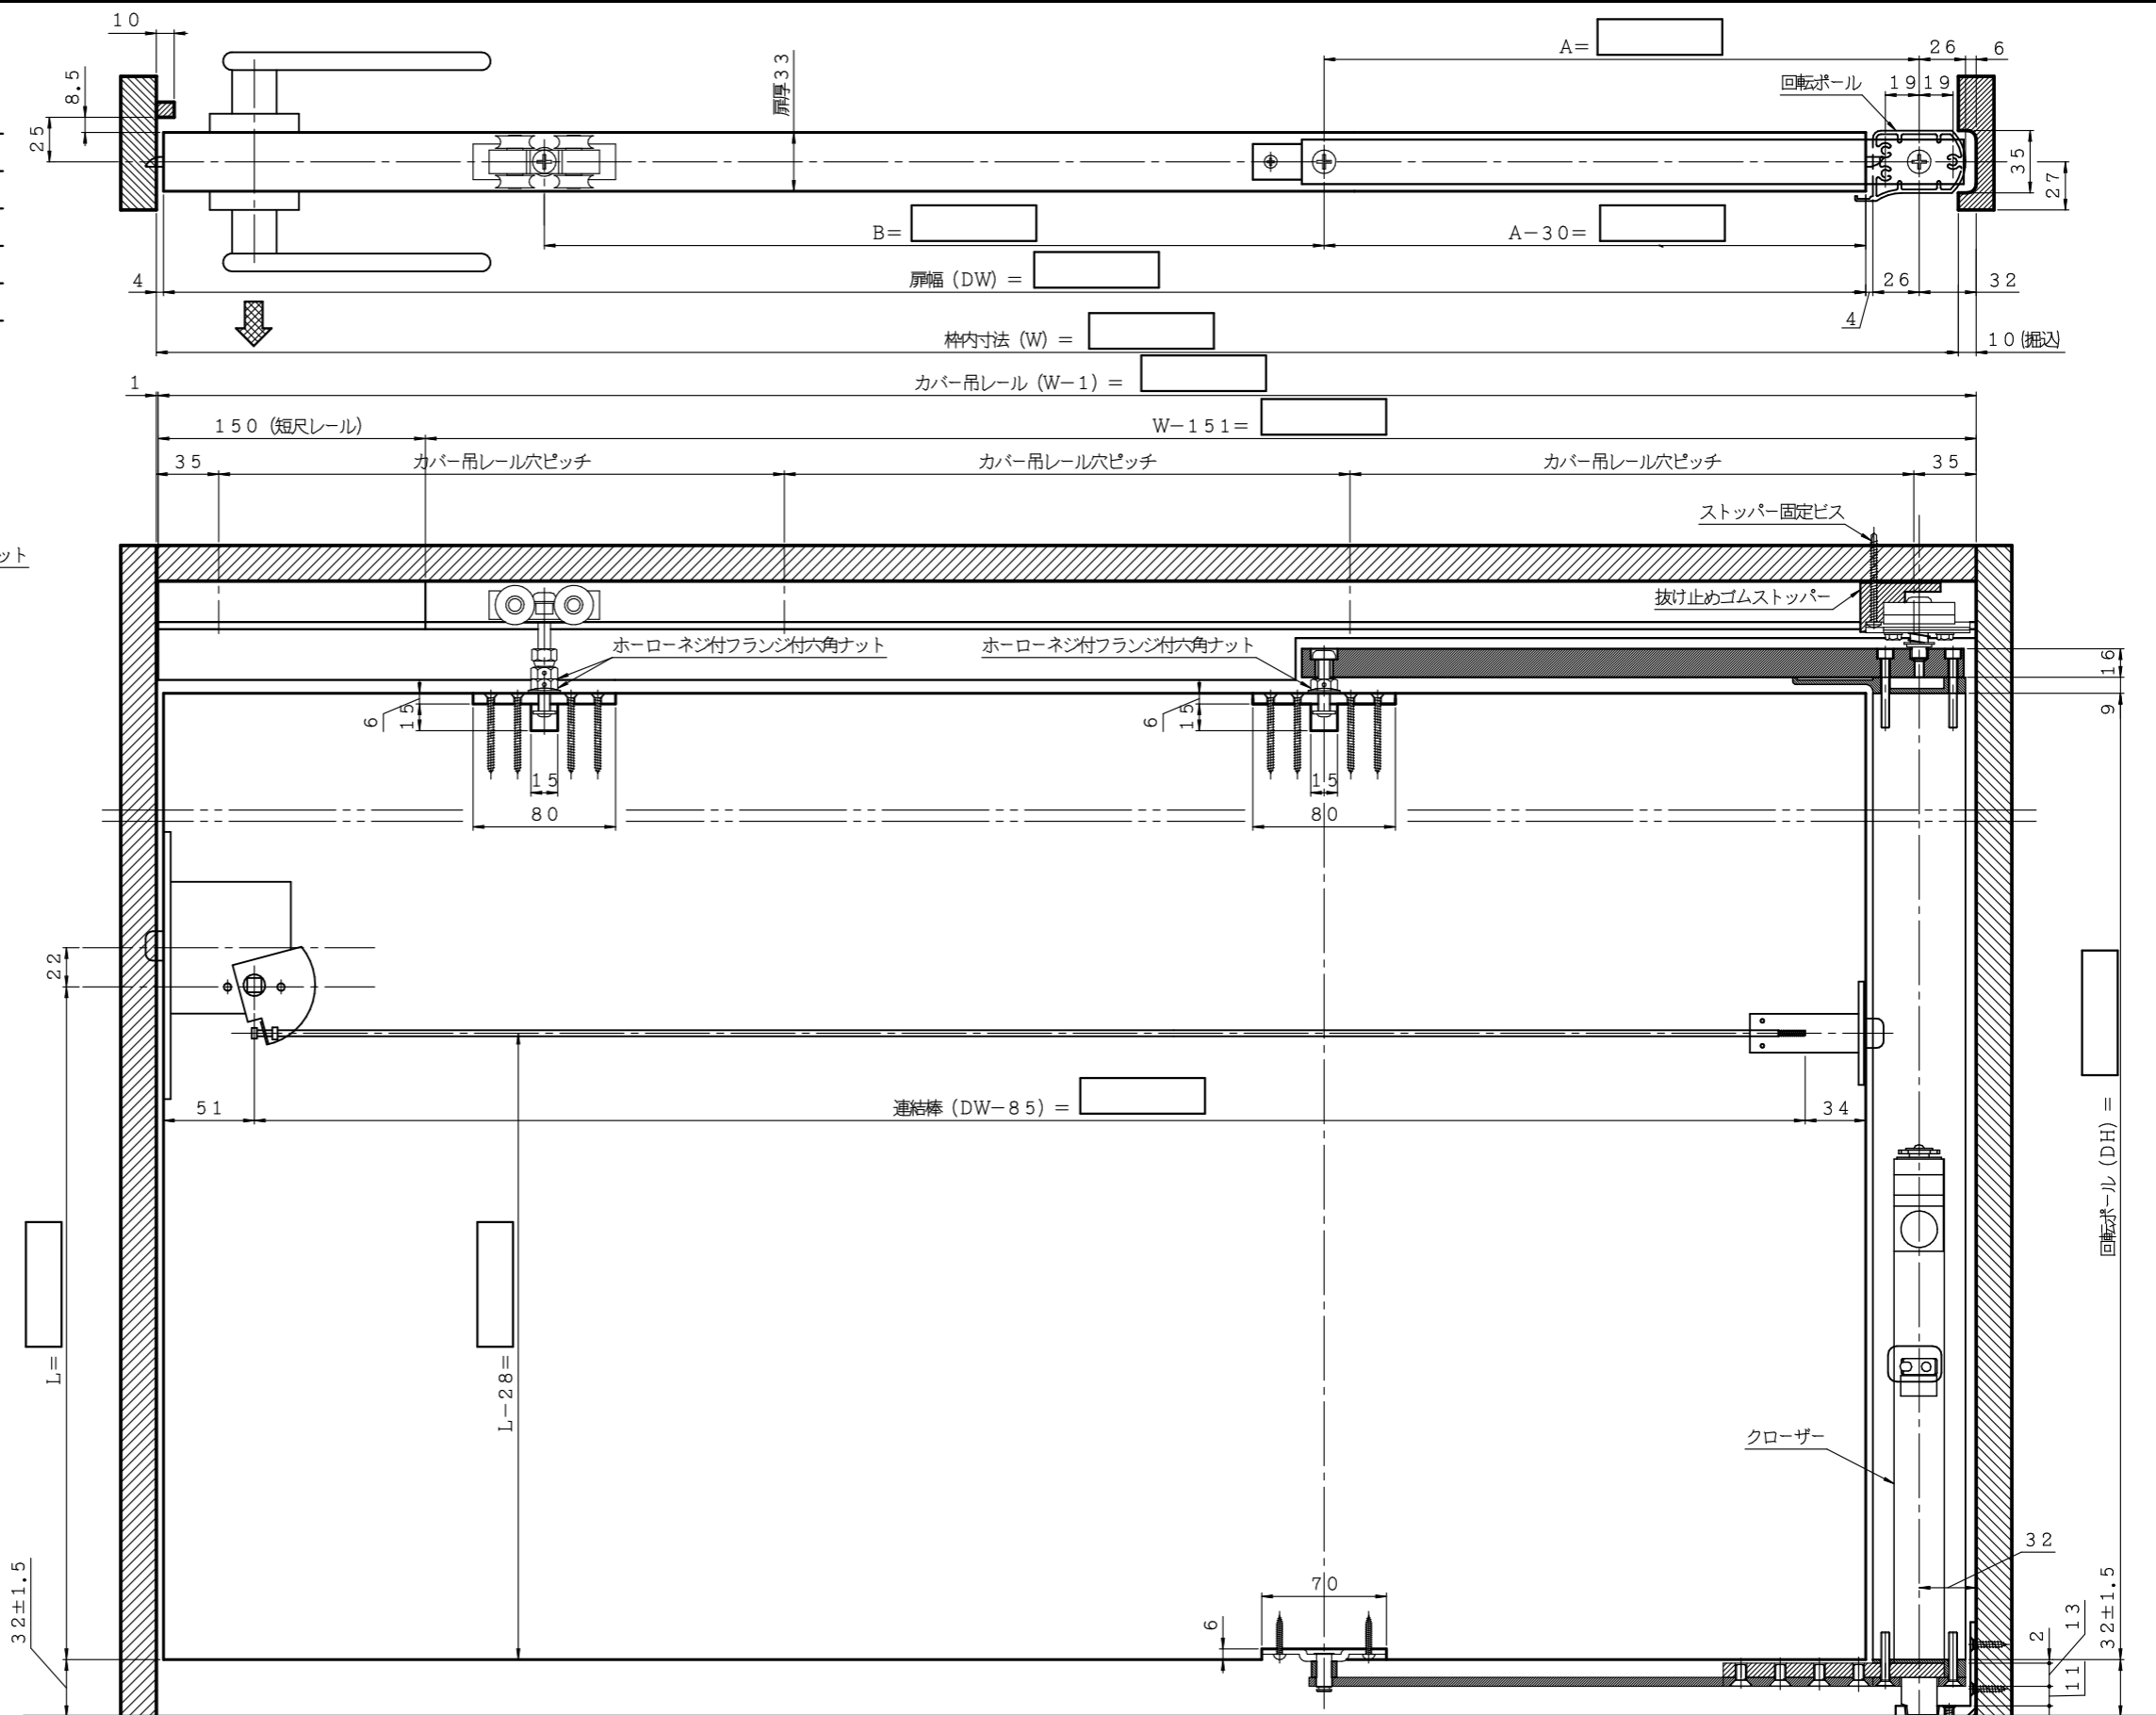 10
8.5
25
扉厚33
A=
26
6
回転ポール
19
19
35
27
B=
A−30=
4
扉幅 (DW) =
26
32
4
枠内寸法 (W) =
10 (掘込)
1
カバー吊レール (W−1) =
150 (短尺レール)
W−151=
35
カバー吊レール穴ピッチ
カバー吊レール穴ピッチ
カバー吊レール穴ピッチ
35
ストッパー固定ビス
ット
抜け止めゴムストッパー
ホーローネジ付フランジ付六角ナット
ホーローネジ付フランジ付六角ナット
16
9
6
15
6
15
15
80
15
80
22
51
連結棒 (DW−85) =
34
回転ポール (DH) =
L=
L−28=
クローザー
32
32±1.5
70
6
2
13
11
32±1.5